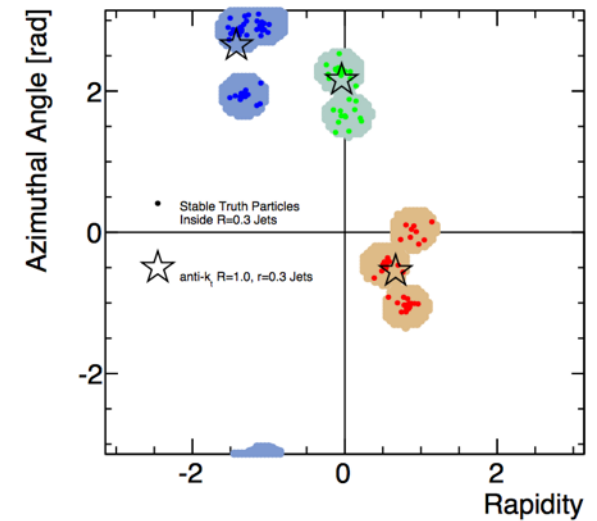 Azimuthal Angle [rad]
2
0
-2
Stable Truth Particles
Inside R=0.3 Jets
anti-kt R=1.0, r=0.3 Jets
-2
0
2
Rapidity